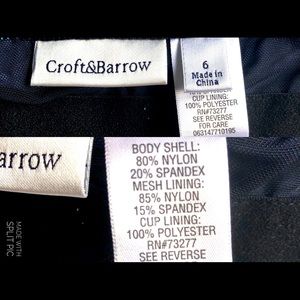 Croft&Barrow
6
Made in
China
CUP LINING:
100% POLYESTER
RN#73277
SEE REVERSE
FOR CARE
063147710195
arrow
BODY SHELL:
80% NYLON
20% SPANDEX
MESH LINING:
85% NYLON
15% SPANDEX
CUP LINING:
100% POLYESTER
RN#73277
SEE REVERSE
MADE WITH
SPLIT PIC